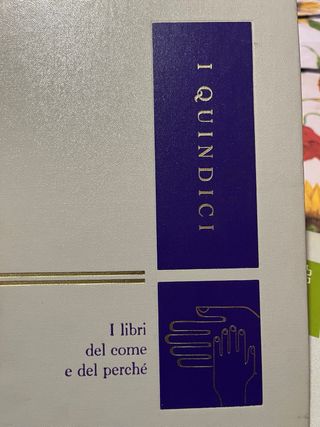 I QUINDICI
I libri
del come
e del perché